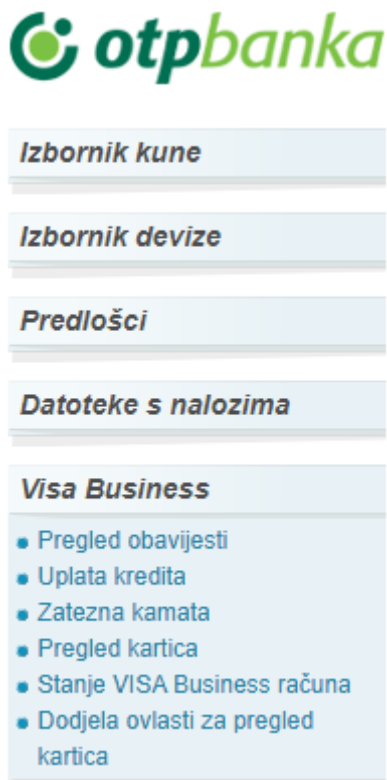 otpbanka
Izbornik kune
Izbornik devize
Predlošci
Datoteke s nalozima
Visa Business
Pregled obavijesti
Uplata kredita
Zatezna kamata
Pregled kartica
Stanje VISA Business računa
Dodjela ovlasti za pregled
kartica